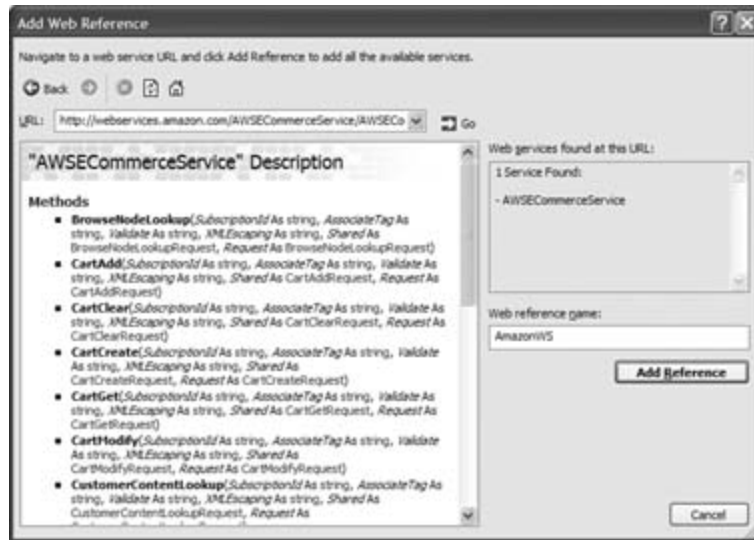 Add Web Reference
Navigate to a web service URL and click Add Reference to add all the available services.
Back
URL: http://webservices.amazon.com/AWSECommerceService/AWSECo Go
"AWSECommerceService" Description
Methods
BrowseNodeLookup(SubscriptionId As string, AssociateTag As
string, Validate As string, XMLEscaping As string, Shared As
BrowseNodeLookupRequest, Request As BrowseNodeLookupRequest)
CartAdd(SubscriptionId As string, AssociateTag As string, Validate As
string, XMLEscaping As string, Shared As CartAddRequest, Request As
CartAddRequest)
CartClear(SubscriptionId As string, AssociateTag As string, Validate As
string, XMLEscaping As string, Shared As CartClearRequest, Request As
CartClearRequest)
CartCreate(SubscriptionId As string, AssociateTag As string, Validate
As string, XMLEscaping As string, Shared As
CartCreateRequest, Request As CartCreateRequest)
CartGet(SubscriptionId As string, AssociateTag As string, Validate As
string, XMLEscaping As string, Shared As CartGetRequest, Request As
CartGetRequest)
CartModify(SubscriptionId As string, AssociateTag As string, Validate
As string, XMLEscaping As string, Shared As
CartModifyRequest, Request As CartModifyRequest)
CustomerContentLookup(SubscriptionId As string, AssociateTag As
string, Validate As string, XMLEscaping As string, Shared As
CustomerContentLookupRequest, Request As
Web services found at this URL:
1 Service Found:
- AWSECommerceService
Web reference name:
AmazonWS
Add Reference
Cancel